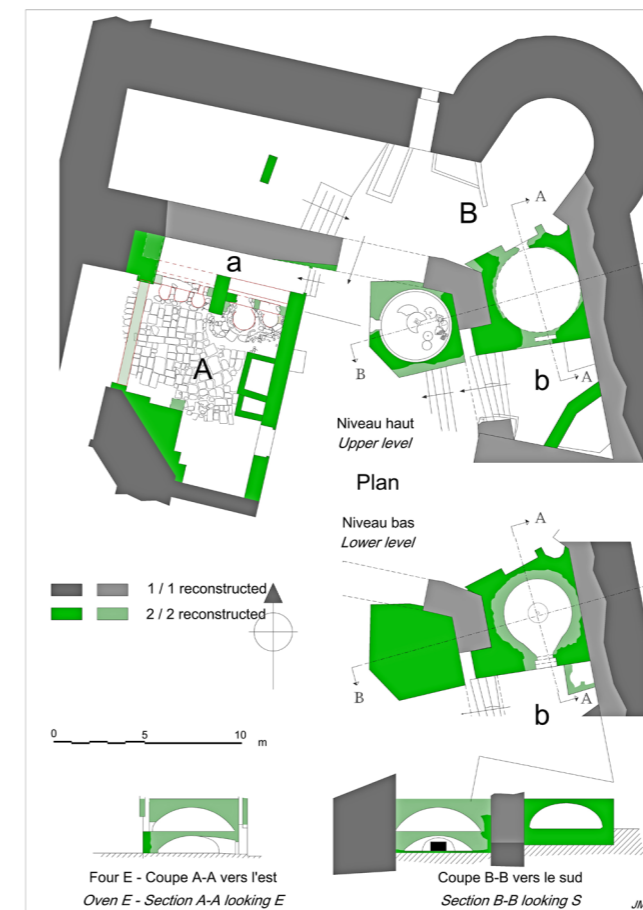 A
B
a
A
B
B
b
A
Niveau haut
Upper level
Plan
Niveau bas
Lower level
A
1 / 1 reconstructed
2 / 2 reconstructed
B
A
b
0 5 10 m
Four E - Coupe A-A vers l'est
Oven E - Section A-A looking E
Coupe B-B vers le sud
Section B-B looking S